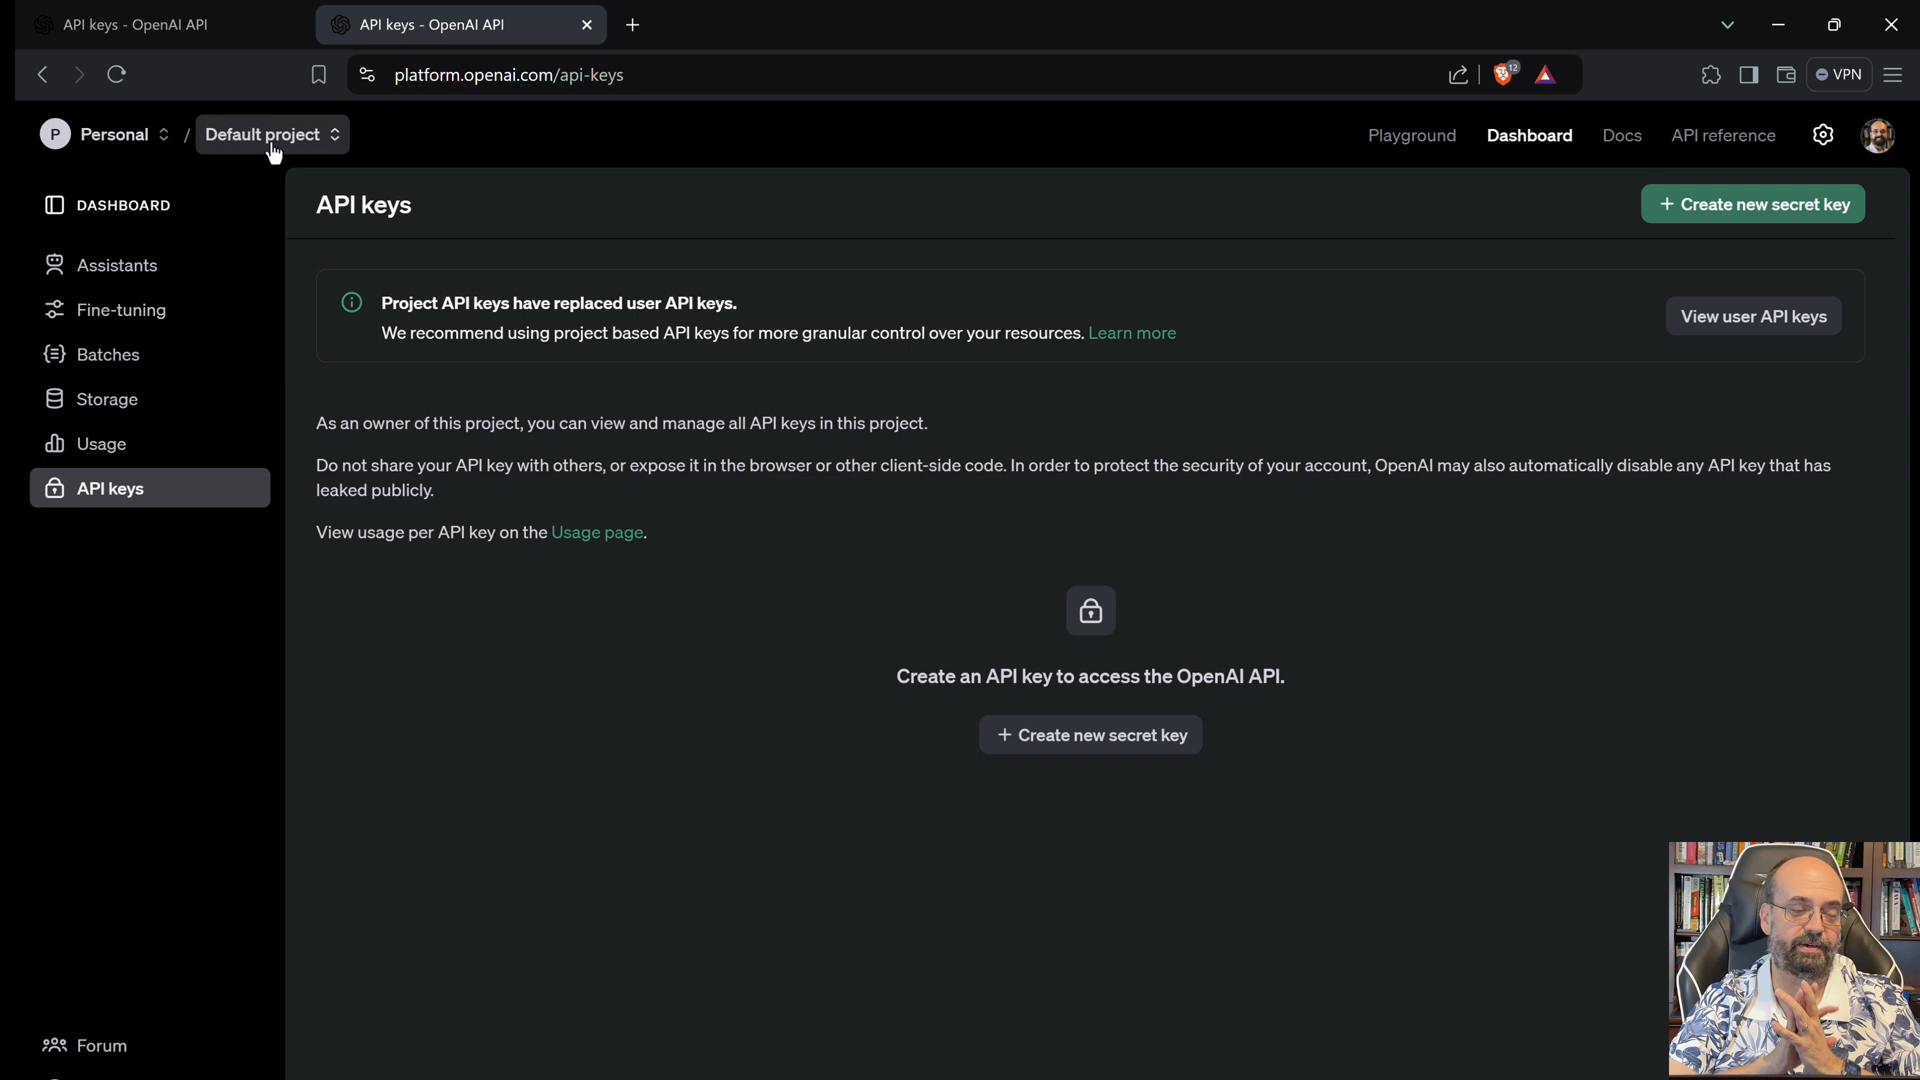 API keys - OpenAI API
API keys - OpenAI API
platform.openai.com/api-keys
12
VPN
P
Personal
/
Default project
Playground
Dashboard
Docs
API reference
DASHBOARD
Assistants
Fine-tuning
Batches
Storage
Usage
API keys
Forum
API keys
+ Create new secret key
Project API keys have replaced user API keys.
We recommend using project based API keys for more granular control over your resources. Learn more
View user API keys
As an owner of this project, you can view and manage all API keys in this project.
Do not share your API key with others, or expose it in the browser or other client-side code. In order to protect the security of your account, OpenAI may also automatically disable any API key that has
leaked publicly.
View usage per API key on the Usage page.
Create an API key to access the OpenAI API.
+ Create new secret key